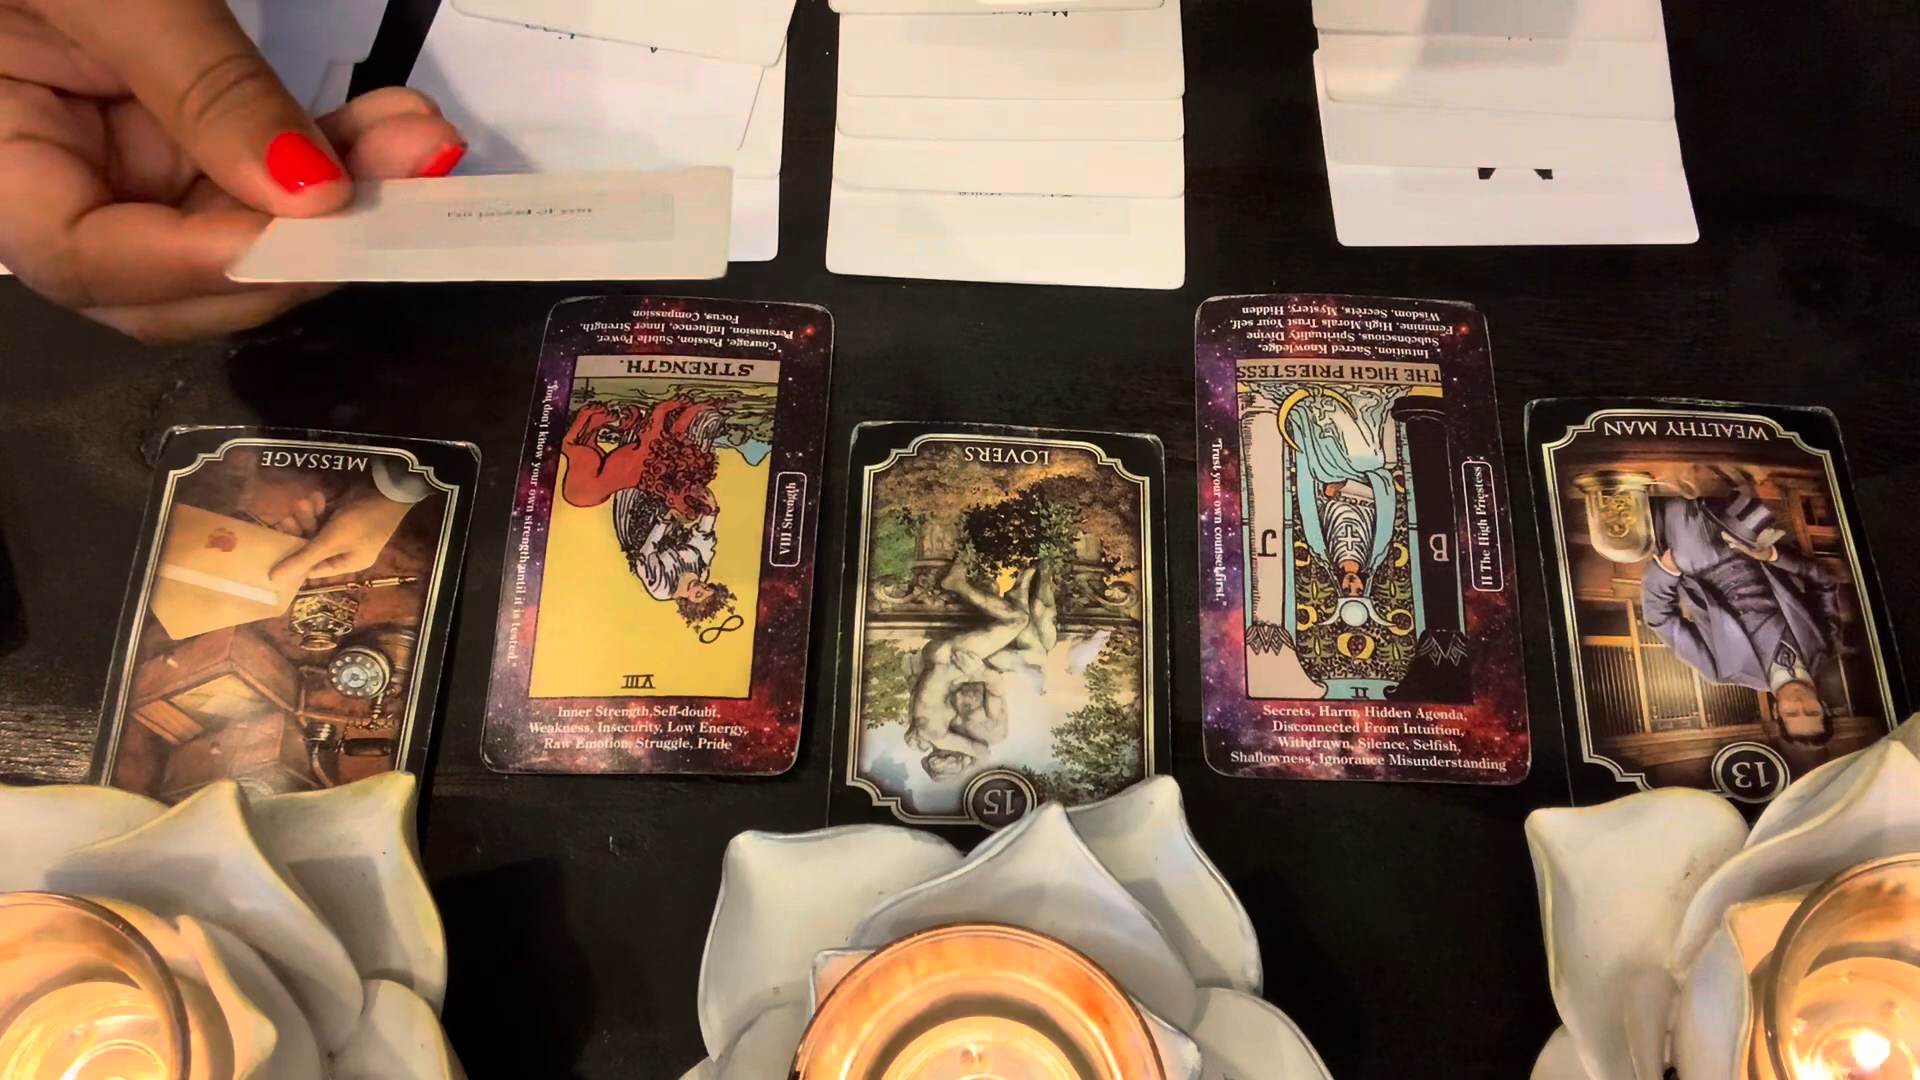 MESSAGE
Courage, Passion, Subtle Power,
Persuasion, Influence, Inner Strength,
Focus, Compassion
STRENGTH.
"You don't know your own strength until it is tested."
VIII Strength
VIII
Inner Strength, Self-doubt,
Weakness, Insecurity, Low Energy,
Raw Emotion, Struggle, Pride
LOVERS
15
Intuition, Sacred Knowledge,
Subconscious, Spirituality Divine
Feminine, High Morals Trust Your self,
Wisdom, Secrets, Mystery, Hidden
THE HIGH PRIESTESS
"Trust your own counsel first."
II The High Priestess
B
J
II
Secrets, Harm, Hidden Agenda,
Disconnected From Intuition,
Withdrawn, Silence, Selfish,
Shallowness, Ignorance Misunderstanding
WEALTHY MAN
13